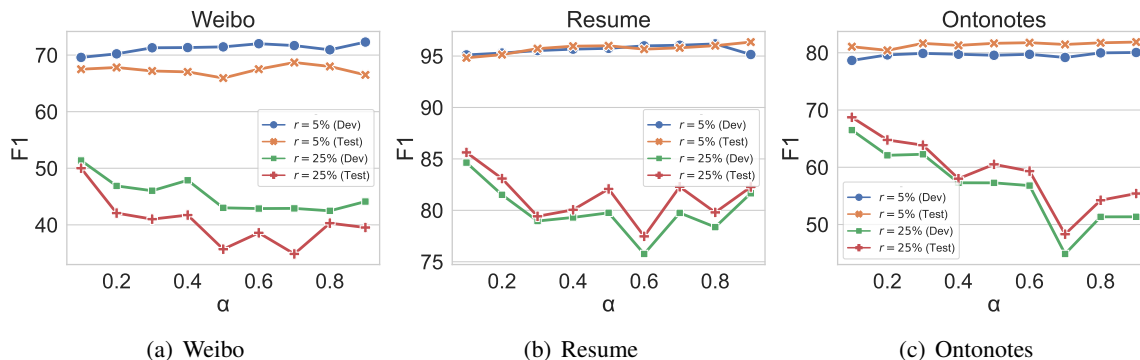 Weibo
F1
70
60
50
40
r = 5% (Dev)
r = 5% (Test)
r = 25% (Dev)
r = 25% (Test)
0.2 0.4 0.6 0.8
α
(a) Weibo
Resume
F1
95
90
85
80
75
r = 5% (Dev)
r = 5% (Test)
r = 25% (Dev)
r = 25% (Test)
0.2 0.4 0.6 0.8
α
(b) Resume
Ontonotes
F1
80
70
60
50
r = 5% (Dev)
r = 5% (Test)
r = 25% (Dev)
r = 25% (Test)
0.2 0.4 0.6 0.8
α
(c) Ontonotes